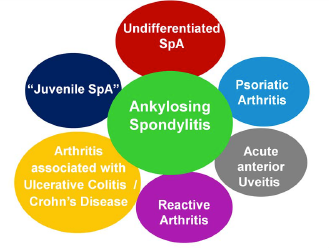 Undifferentiated
SpA
“Juvenile SpA”
Psoriatic
Arthritis
Ankylosing
Spondylitis
Arthritis
associated with
Ulcerative Colitis /
Crohn’s Disease
Acute
anterior
Uveitis
Reactive
Arthritis